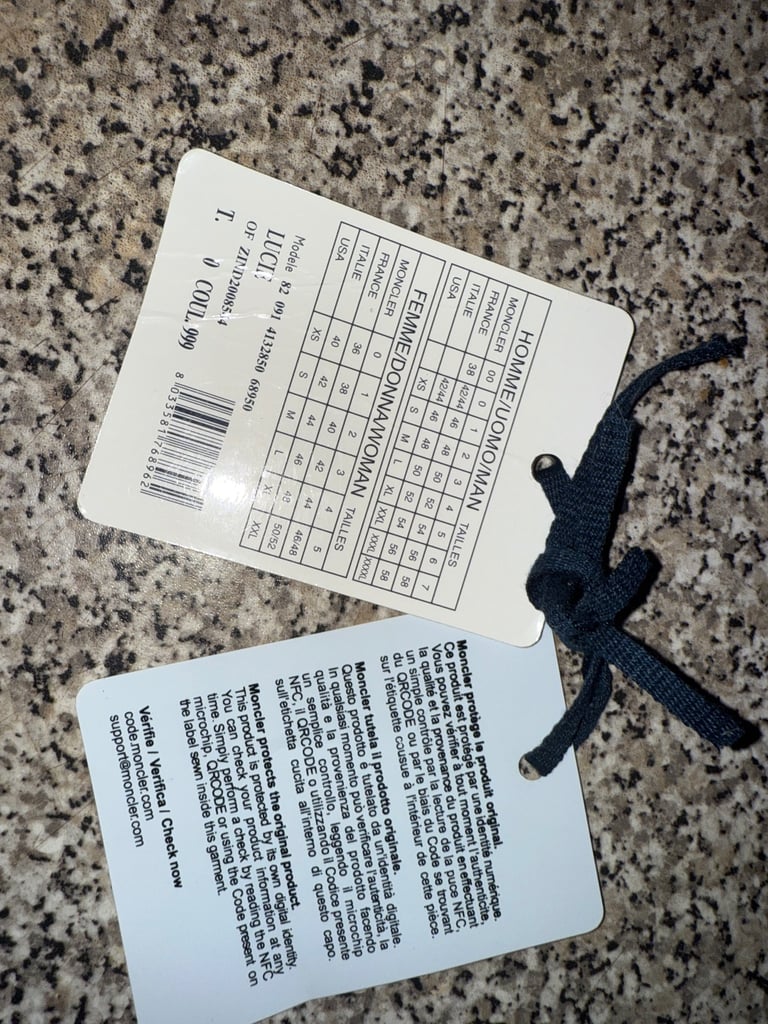 HOMME/UOMO/MAN TAILLES
MONCLER 00 0 1 2 3 4 5 6 7
FRANCE 38 42/44 46 48 50 52 54 56 58
ITALIE 42/44 46 48 50 52 54 56 58
USA XS S M L XL XXL XXXL XXXXL
FEMME/DONNA/WOMAN TAILLES
MONCLER 0 1 2 3 4 5
FRANCE 36 38 40 42 44 46/48
ITALIE 40 42 44 46 48 50/52
USA XS S M L XL XXL
Modèle 82 091 4132850 68950
LUCIE
OF
T. 0 COUL. 999
8 033581 768962
Moncler protège le produit original.
Ce produit est protégé par une identité numérique.
Vous pouvez vérifier à tout moment l'authenticité,
la qualité et la provenance du produit en effectuant
un simple contrôle par la lecture de la puce NFC,
du QRCODE ou par le biais du Code se trouvant
sur l'étiquette cousue à l'intérieur de cette pièce.
Moncler tutela il prodotto originale.
Questo prodotto è tutelato da un'identità digitale.
In qualsiasi momento può verificare l'autenticità, la
qualità e la provenienza del prodotto facendo
un semplice controllo, leggendo il microchip
NFC, il QRCODE o utilizzando il Codice presente
sull'etichetta cucita all'interno di questo capo.
Moncler protects the original product.
This product is protected by its own digital identity.
You can check your product information at any
time. Simply perform a check by reading the NFC
microchip, QRCODE or using the Code present on
the label sewn inside this garment.
Vérifie / Verifica / Check now
code.moncler.com
support@moncler.com